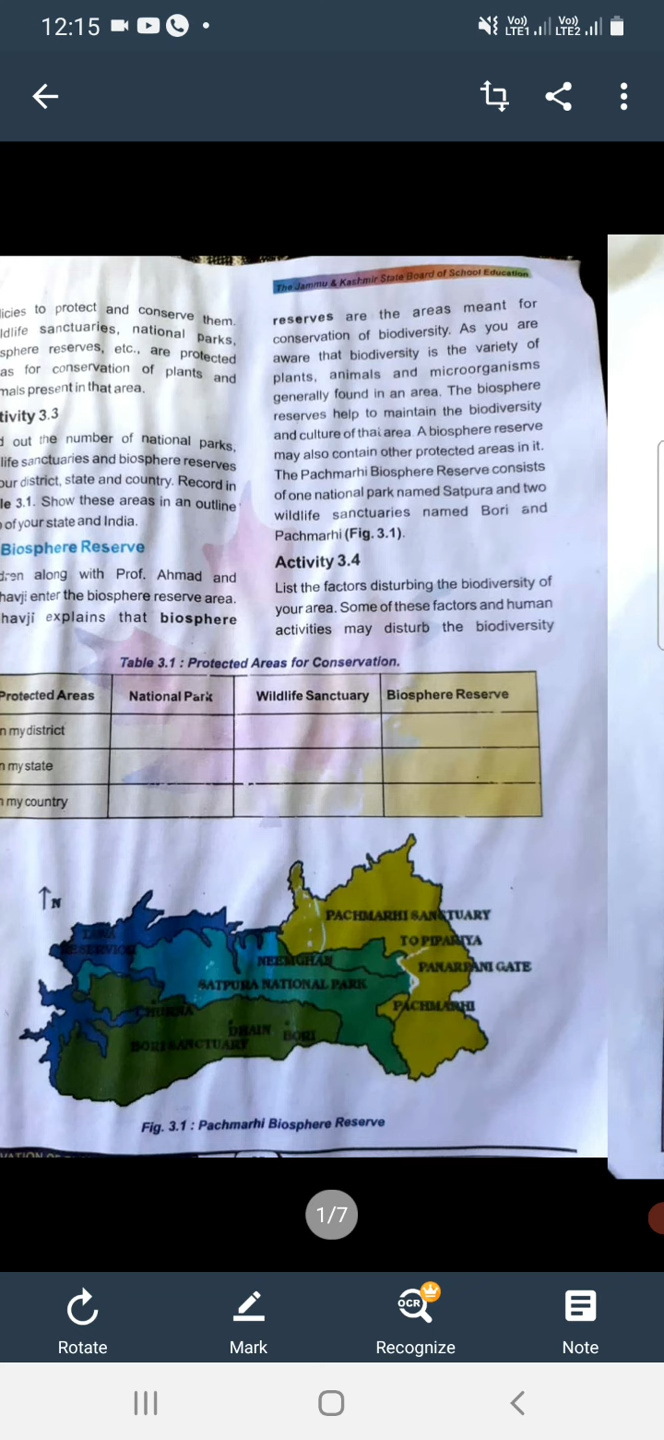 12:15
Vo)) LTE1 Vo)) LTE2
The Jammu & Kashmir State Board of School Education
licies to protect and conserve them.
ldlife sanctuaries, national parks,
sphere reserves, etc., are protected
as for conservation of plants and
mals present in that area.
tivity 3.3
d out the number of national parks,
life sanctuaries and biosphere reserves
our district, state and country. Record in
le 3.1. Show these areas in an outline
of your state and India.
Biosphere Reserve
dren along with Prof. Ahmad and
havji enter the biosphere reserve area.
havji explains that biosphere
reserves are the areas meant for
conservation of biodiversity. As you are
aware that biodiversity is the variety of
plants, animals and microorganisms
generally found in an area. The biosphere
reserves help to maintain the biodiversity
and culture of that area. A biosphere reserve
may also contain other protected areas in it.
The Pachmarhi Biosphere Reserve consists
of one national park named Satpura and two
wildlife sanctuaries named Bori and
Pachmarhi (Fig. 3.1).
Activity 3.4
List the factors disturbing the biodiversity of
your area. Some of these factors and human
activities may disturb the biodiversity
Table 3.1 : Protected Areas for Conservation.
Protected Areas National Park Wildlife Sanctuary Biosphere Reserve
n my district
n my state
n my country
↑N
PACHMARHI SANCTUARY
TO PIPARIYA
RESERVIOR
NEEMGHAN
PANARPANI GATE
SATPURA NATIONAL PARK
CHURNA
PACHMARHI
DHAIN BORI
BORI SANCTUARY
Fig. 3.1 : Pachmarhi Biosphere Reserve
1/7
OCR
Rotate Mark Recognize Note